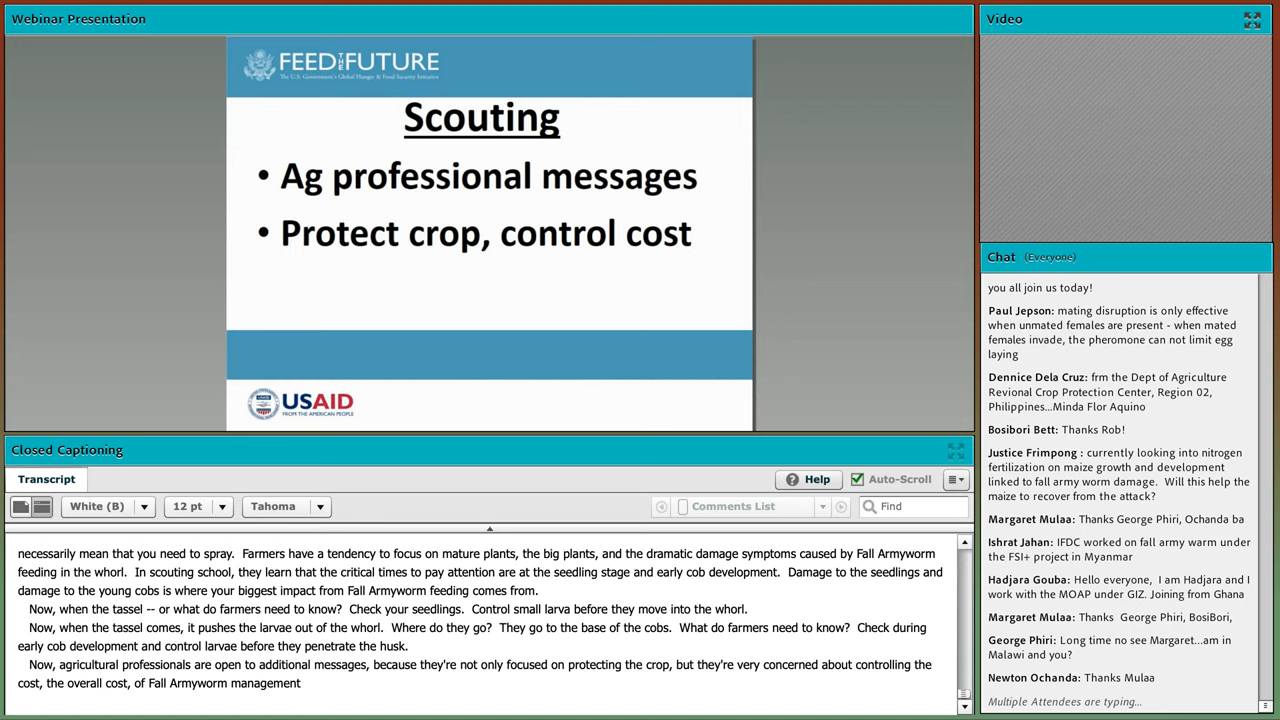 Webinar Presentation
FEED THE FUTURE
The U.S. Government's Global Hunger & Food Security Initiative
Scouting
• Ag professional messages
• Protect crop, control cost
USAID
FROM THE AMERICAN PEOPLE
Closed Captioning
Transcript
Help
Auto-Scroll
White (B)
12 pt
Tahoma
Comments List
Find
necessarily mean that you need to spray.  Farmers have a tendency to focus on mature plants, the big plants, and the dramatic damage symptoms caused by Fall Armyworm
feeding in the whorl.  In scouting school, they learn that the critical times to pay attention are at the seedling stage and early cob development.  Damage to the seedlings and
damage to the young cobs is where your biggest impact from Fall Armyworm feeding comes from.
Now, when the tassel -- or what do farmers need to know?  Check your seedlings.  Control small larva before they move into the whorl.
Now, when the tassel comes, it pushes the larvae out of the whorl.  Where do they go?  They go to the base of the cobs.  What do farmers need to know?  Check during
early cob development and control larvae before they penetrate the husk.
Now, agricultural professionals are open to additional messages, because they're not only focused on protecting the crop, but they're very concerned about controlling the
cost, the overall cost, of Fall Armyworm management
Video
Chat (Everyone)
you all join us today!
Paul Jepson: mating disruption is only effective
when unmated females are present - when mated
females invade, the pheromone can not limit egg
laying
Dennice Dela Cruz: frm the Dept of Agriculture
Revional Crop Protection Center, Region 02,
Philippines...Minda Flor Aquino
Bosibori Bett: Thanks Rob!
Justice Frimpong : currently looking into nitrogen
fertilization on maize growth and development
linked to fall army worm damage.  Will this help the
maize to recover from the attack?
Margaret Mulaa: Thanks George Phiri, Ochanda ba
Ishrat Jahan: IFDC worked on fall army warm under
the FSI+ project in Myanmar
Hadjara Gouba: Hello everyone,  I am Hadjara and I
work with the MOAP under GIZ. Joining from Ghana
Margaret Mulaa: Thanks  George Phiri, BosiBori,
George Phiri: Long time no see Margaret...am in
Malawi and you?
Newton Ochanda: Thanks Mulaa
Multiple Attendees are typing...